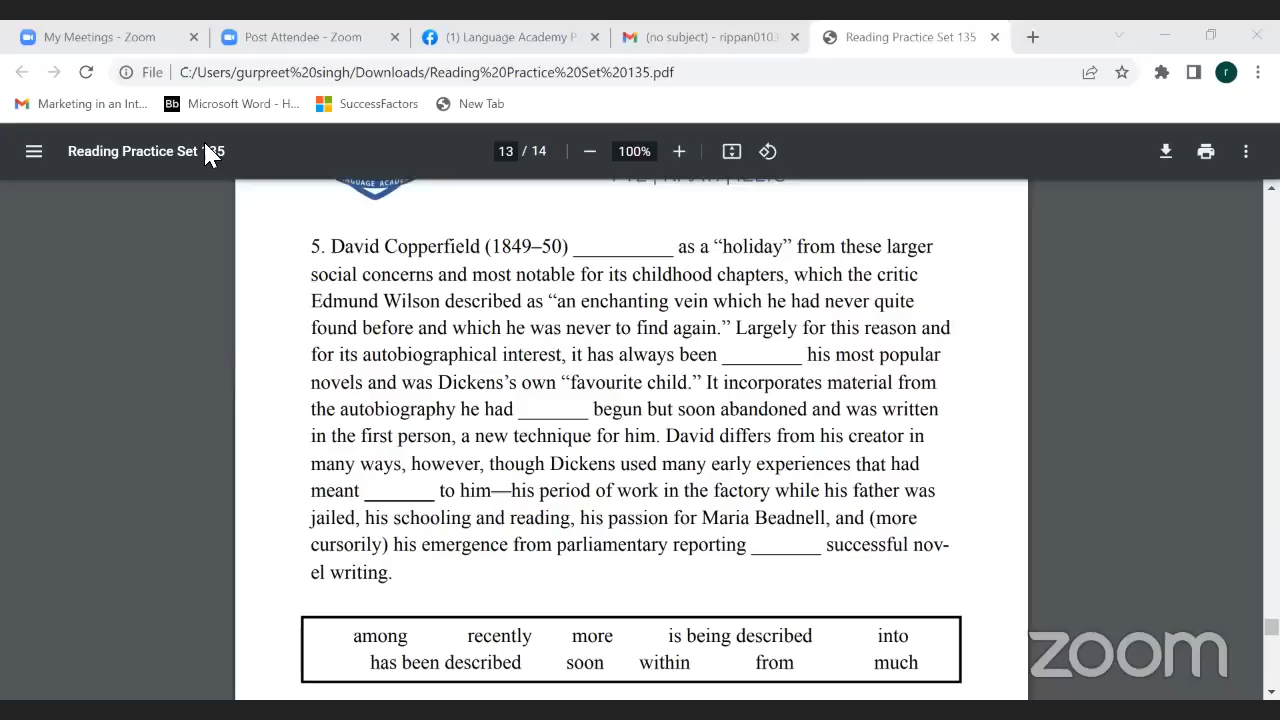 My Meetings - Zoom
Post Attendee - Zoom
(1) Language Academy P
(no subject) - rippan0103
Reading Practice Set 135
File C:/Users/gurpreet%20singh/Downloads/Reading%20Practice%20Set%20135.pdf
r
Marketing in an Int...
Bb Microsoft Word - H...
SuccessFactors
New Tab
Reading Practice Set 135
13 / 14
100%
5. David Copperfield (1849–50) __________ as a “holiday” from these larger
social concerns and most notable for its childhood chapters, which the critic
Edmund Wilson described as “an enchanting vein which he had never quite
found before and which he was never to find again.” Largely for this reason and
for its autobiographical interest, it has always been ________ his most popular
novels and was Dickens’s own “favourite child.” It incorporates material from
the autobiography he had _______ begun but soon abandoned and was written
in the first person, a new technique for him. David differs from his creator in
many ways, however, though Dickens used many early experiences that had
meant _______ to him—his period of work in the factory while his father was
jailed, his schooling and reading, his passion for Maria Beadnell, and (more
cursorily) his emergence from parliamentary reporting _______ successful nov-
el writing.
among recently more is being described into
has been described soon within from much
zoom